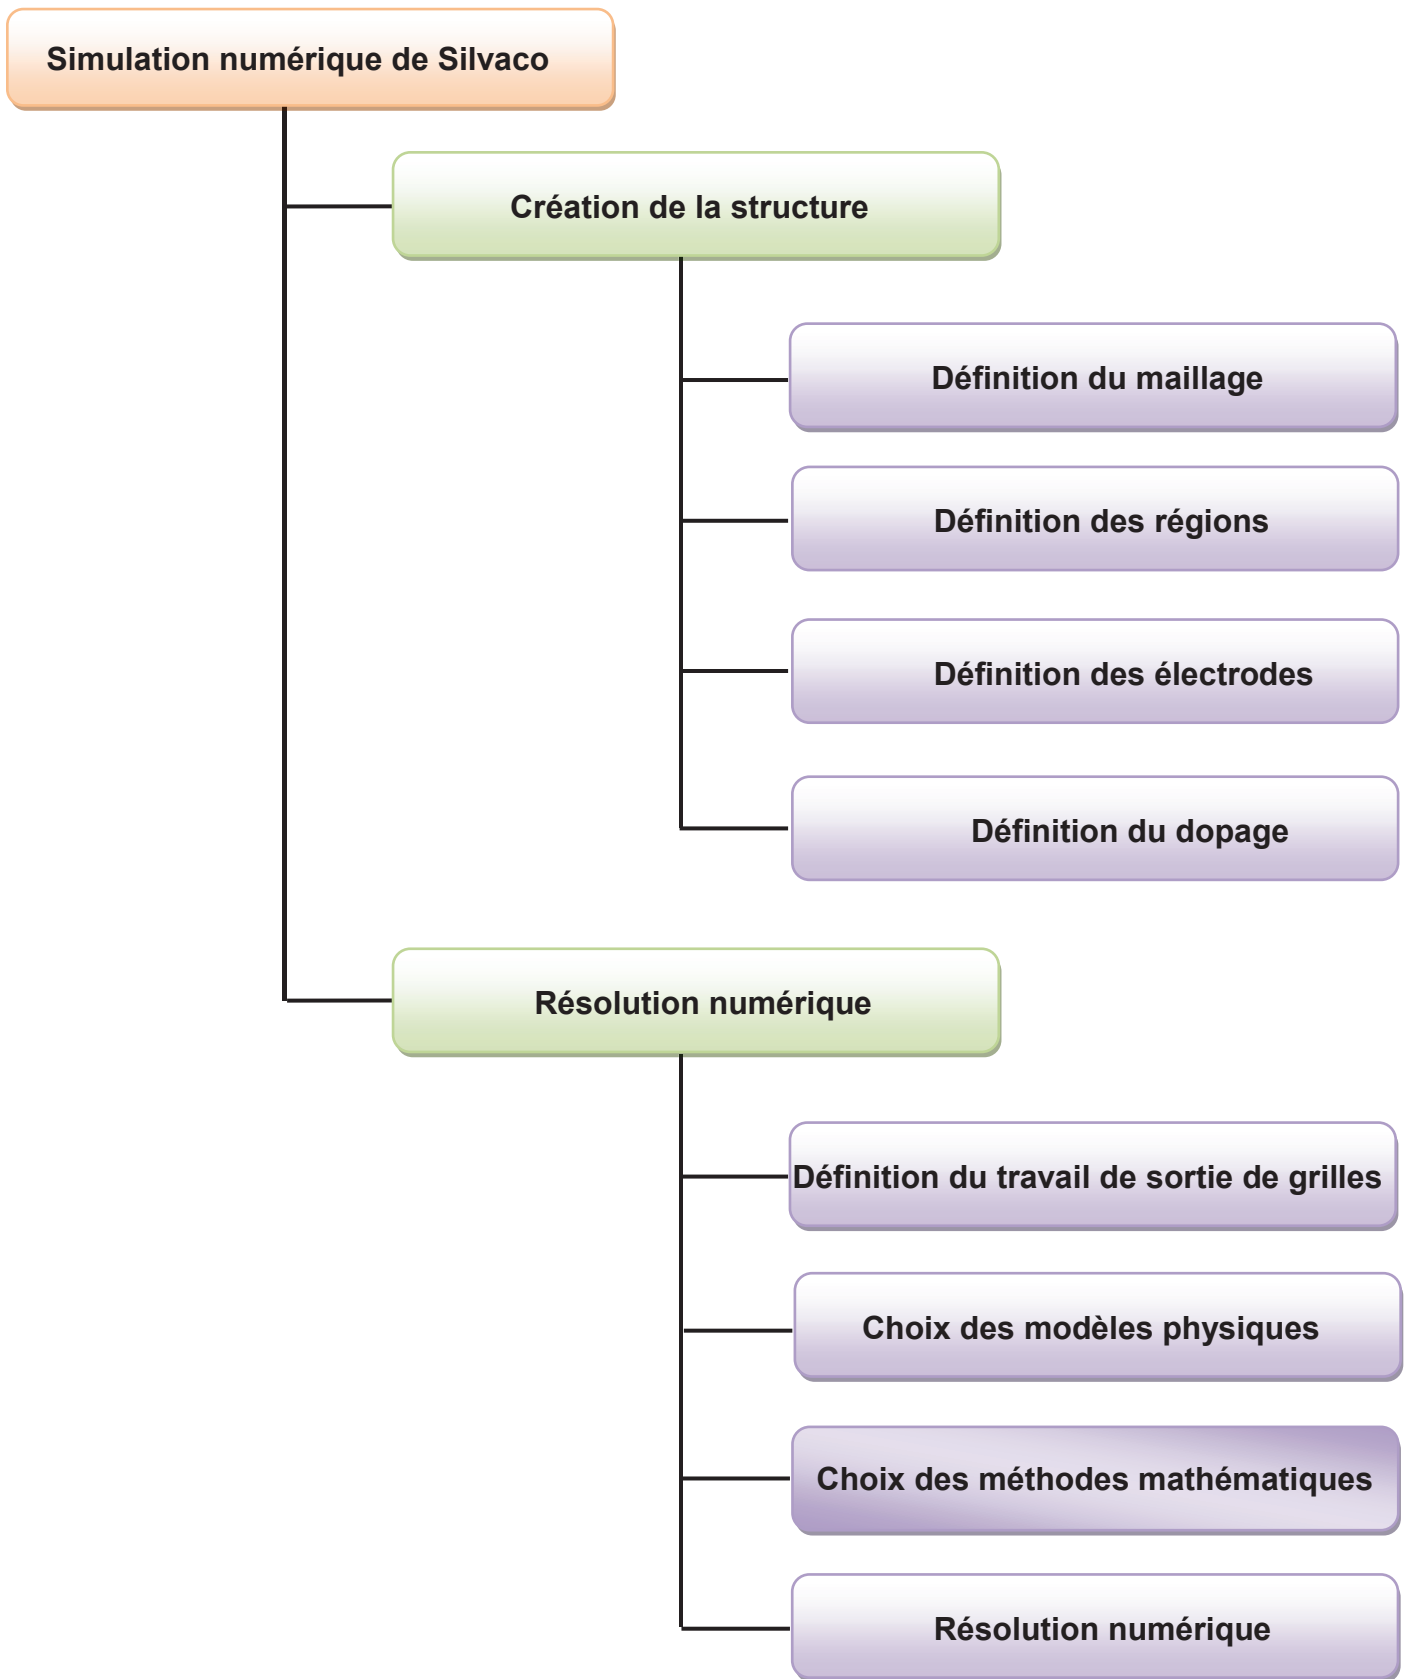 Simulation numérique de Silvaco
Création de la structure
Définition du maillage
Définition des régions
Définition des électrodes
Définition du dopage
Résolution numérique
Définition du travail de sortie de grilles
Choix des modèles physiques
Choix des méthodes mathématiques
Résolution numérique